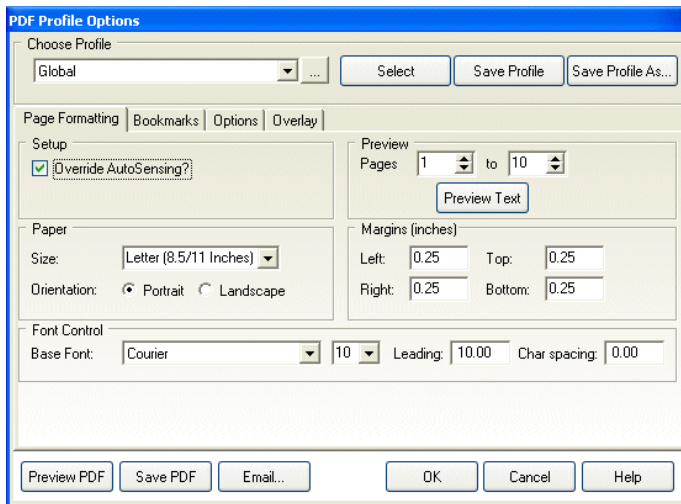 PDF Profile Options
Choose Profile
Global ... Select Save Profile Save Profile As...
Page Formatting Bookmarks Options Overlay
Setup
Override AutoSensing?
Preview
Pages 1 to 10
Preview Text
Paper
Size: Letter (8.5/11 Inches)
Orientation: Portrait Landscape
Margins (inches)
Left: 0.25 Top: 0.25
Right: 0.25 Bottom: 0.25
Font Control
Base Font: Courier 10 Leading: 10.00 Char spacing: 0.00
Preview PDF Save PDF Email... OK Cancel Help